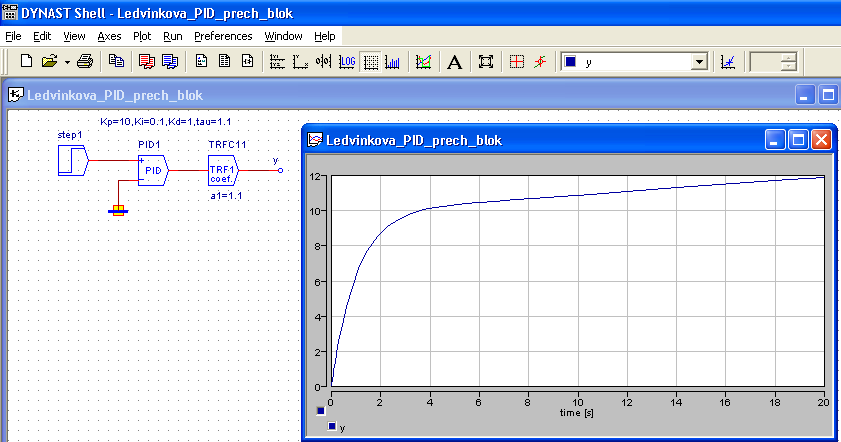 DYNAST Shell - Ledvinkova_PID_prech_blok
File Edit View Axes Plot Run Preferences Window Help
LOG A y
Ledvinkova_PID_prech_blok
Kp=10,Ki=0.1,Kd=1,tau=1.1
step1
PID1
TRFC11
y
+
PID
−
TRF1
coef.
a1=1.1
Ledvinkova_PID_prech_blok
12
10
8
6
4
2
0
0 2 4 6 8 10 12 14 16 18 20
time [s]
y